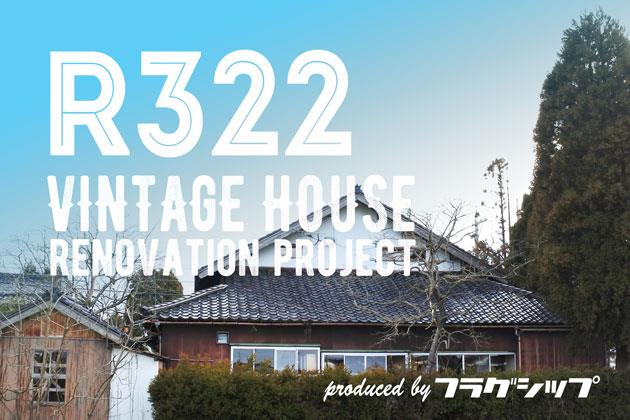 R322
VINTAGE HOUSE
RENOVATION PROJECT
produced by フラグシップ